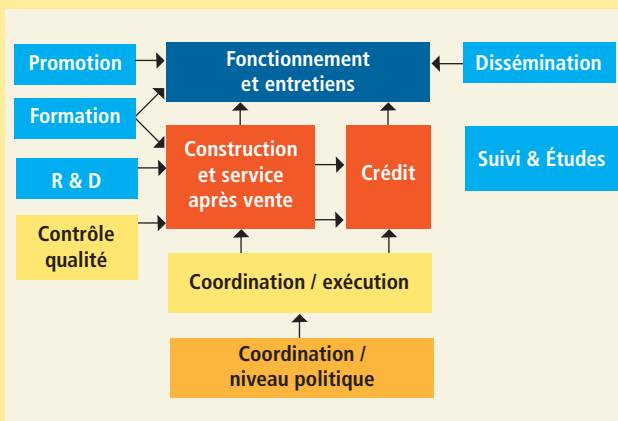 Promotion
Fonctionnement
et entretiens
Dissémination
Formation
Construction
et service
après vente
Crédit
Suivi & Études
R & D
Contrôle
qualité
Coordination / exécution
Coordination /
niveau politique